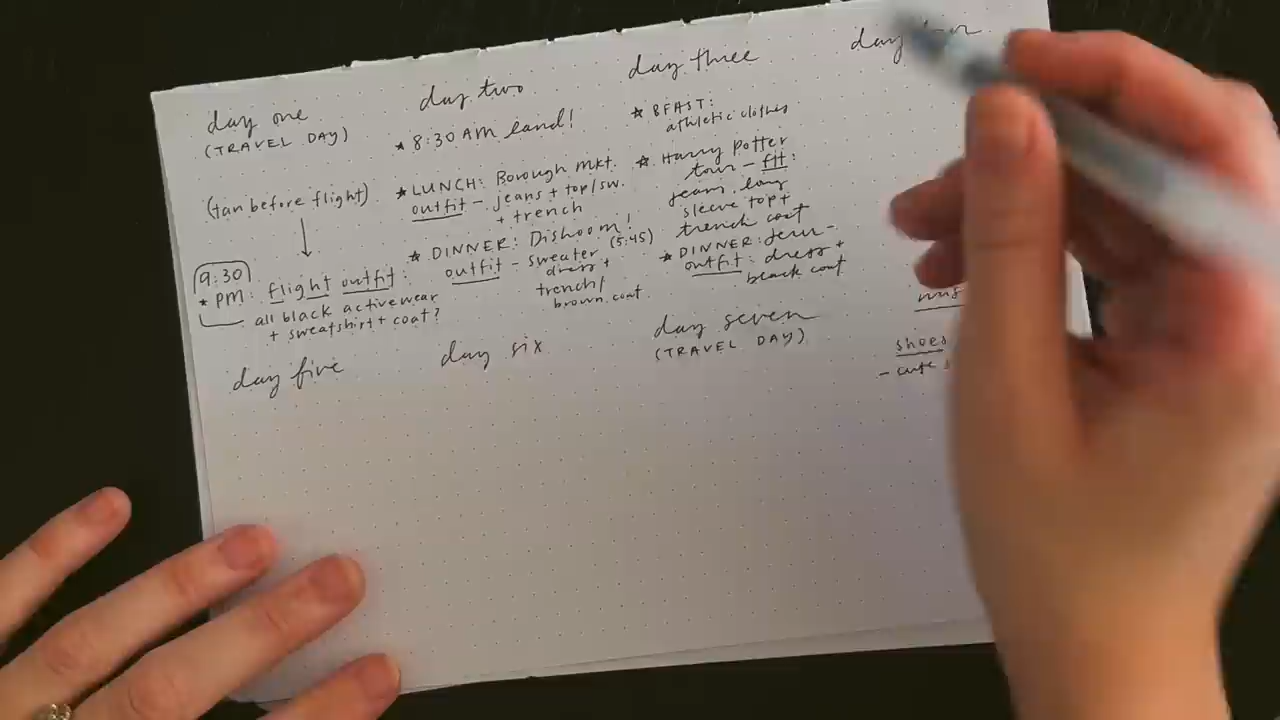 day one
(TRAVEL DAY)
(tan before flight)
9:30
* PM: flight outfit:
all black activewear
+ sweatshirt + coat?
day two
* 8:30 AM land!
* LUNCH: Borough mkt.
outfit - jeans + top/sw.
+ trench
* DINNER: Dishoom!
(5:45)
outfit - sweater
dress +
trench/
brown coat
day three
* BFAST:
athletic clothes
* Harry Potter
tour - fit:
jeans, long
sleeve top +
trench coat
* DINNER:
outfit: dress +
black coat
day
day five
day six
day seven
(TRAVEL DAY)
shoes
- cute